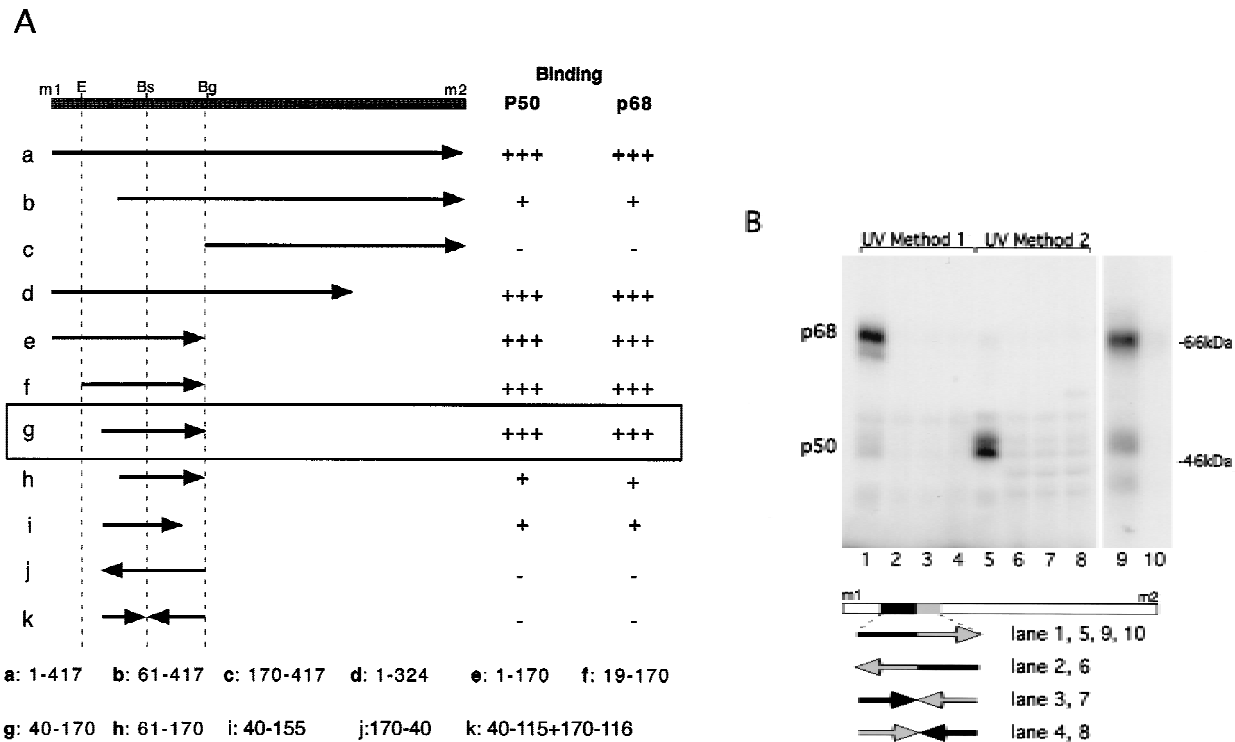 A
Binding
m1 E Bs Bg m2 P50 p68
a +++ +++
b + +
c - -
d +++ +++
e +++ +++
f +++ +++
g +++ +++
h + +
i + +
j - -
k - -
a: 1-417 b: 61-417 c: 170-417 d: 1-324 e: 1-170 f: 19-170
g: 40-170 h: 61-170 i: 40-155 j:170-40 k: 40-115+170-116
B
UV Method 1 UV Method 2
p68 -66kDa
p50 -46kDa
1 2 3 4 5 6 7 8 9 10
m1 m2
lane 1, 5, 9, 10
lane 2, 6
lane 3, 7
lane 4, 8